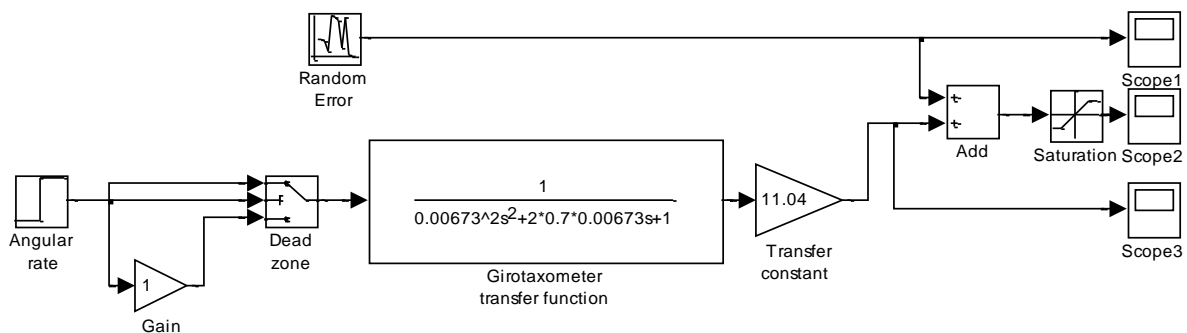 Random
Error
Scope1
Add
Saturation
Scope2
Angular
rate
Dead
zone
1
0.00673^2s2+2*0.7*0.00673s+1
Girotaxometer
transfer function
11.04
Transfer
constant
Scope3
1
Gain